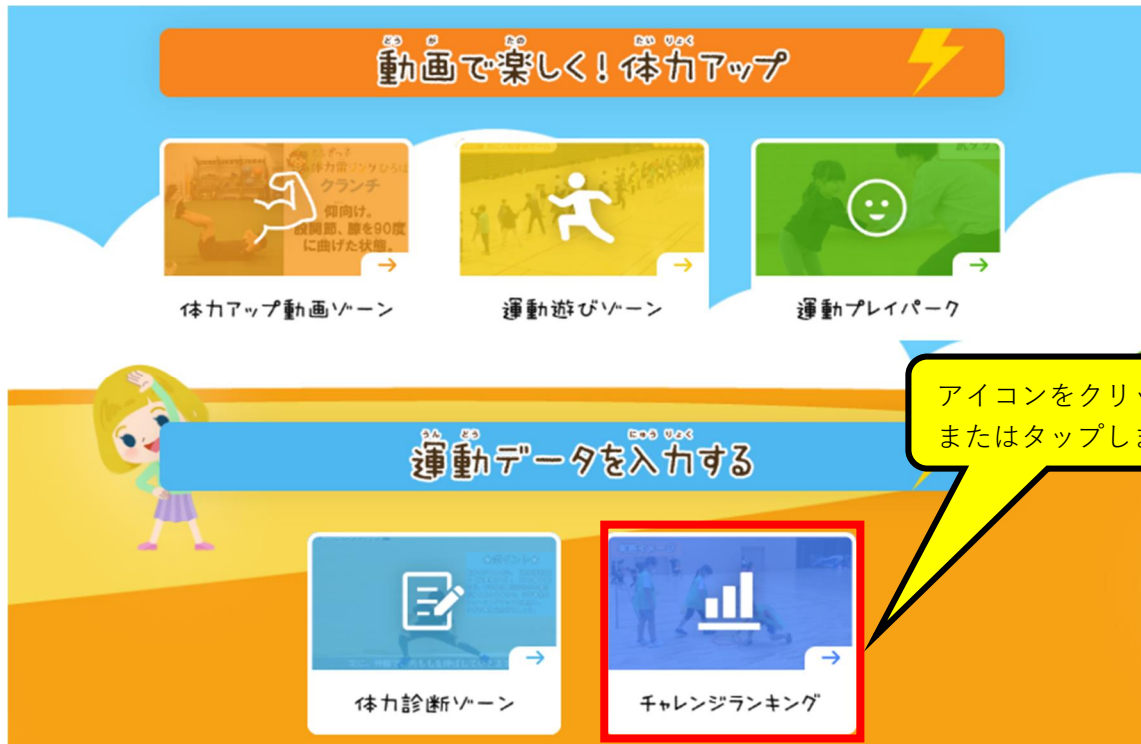 どう が たの たい りょく
動画で楽しく！体力アップ
クランチ
仰向け。
股関節、膝を90度
に曲げた状態。
体力アップ動画ゾーン
運動遊びゾーン
運動プレイパーク
アイコンをクリッ
またはタップしま
うん どう にゅう りょく
運動データを入力する
体力診断ゾーン
チャレンジランキング